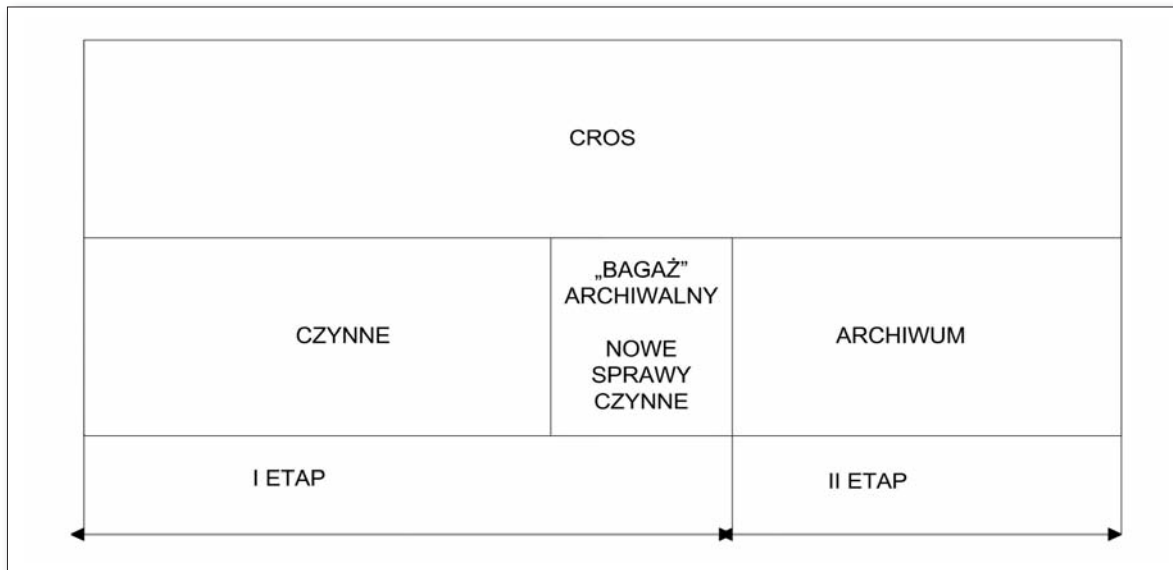 CROS
„BAGAŻ”
ARCHIWALNY
NOWE
SPRAWY
CZYNNE
CZYNNE
ARCHIWUM
I ETAP
II ETAP